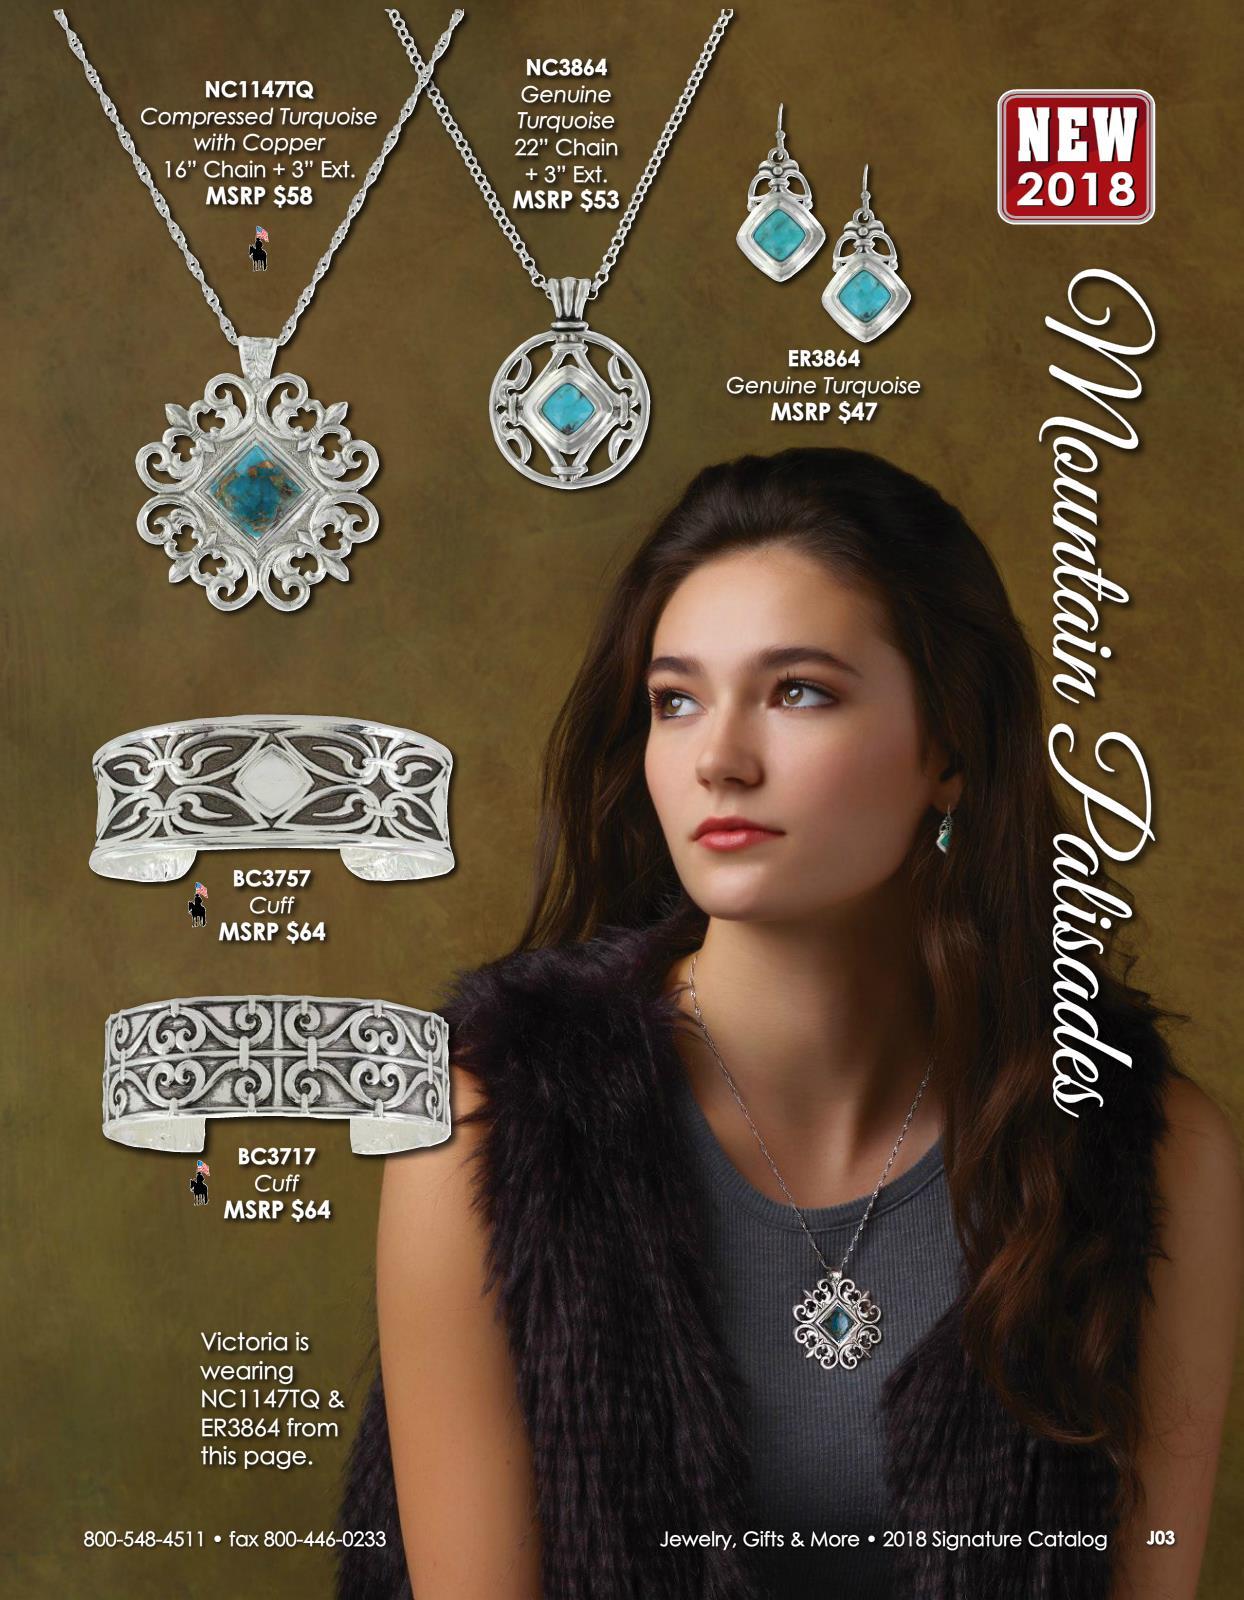 NC1147TQ
Compressed Turquoise
with Copper
16” Chain + 3” Ext.
MSRP $58
NC3864
Genuine
Turquoise
22” Chain
+ 3” Ext.
MSRP $53
NEW
2018
ER3864
Genuine Turquoise
MSRP $47
Mountain Palisades
BC3757
Cuff
MSRP $64
BC3717
Cuff
MSRP $64
Victoria is
wearing
NC1147TQ &
ER3864 from
this page.
800-548-4511 • fax 800-446-0233
Jewelry, Gifts & More • 2018 Signature Catalog J03